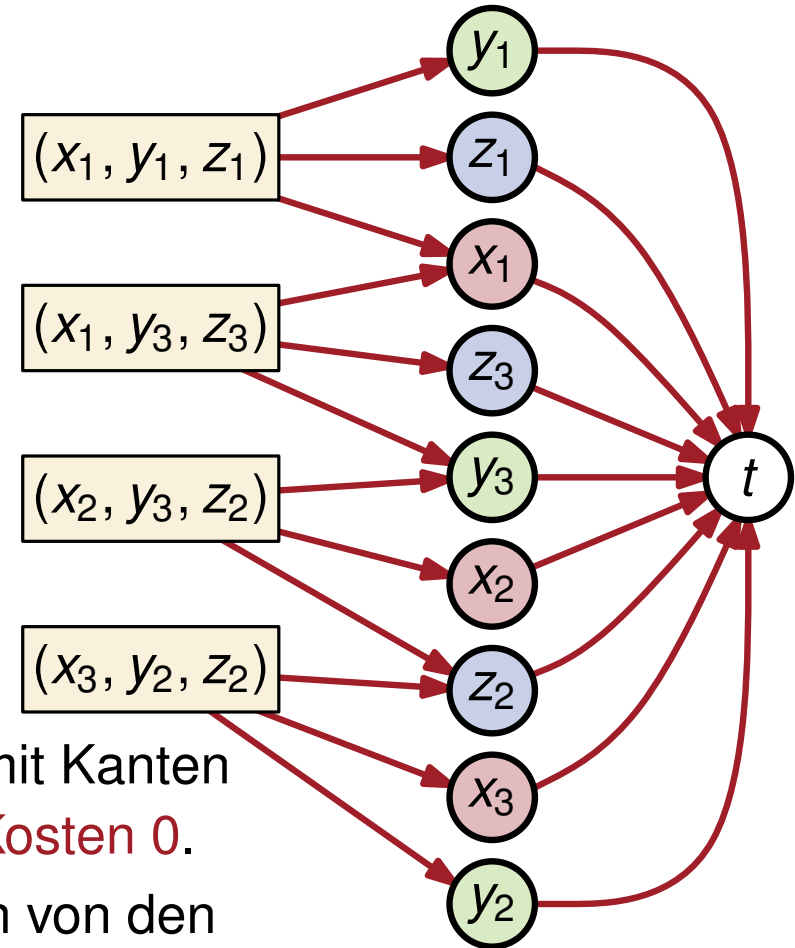 y₁
(x₁, y₁, z₁)
z₁
x₁
(x₁, y₃, z₃)
z₃
y₃
t
(x₂, y₃, z₂)
x₂
(x₃, y₂, z₂)
z₂
mit Kanten
x₃
Kosten 0.
von den
y₂